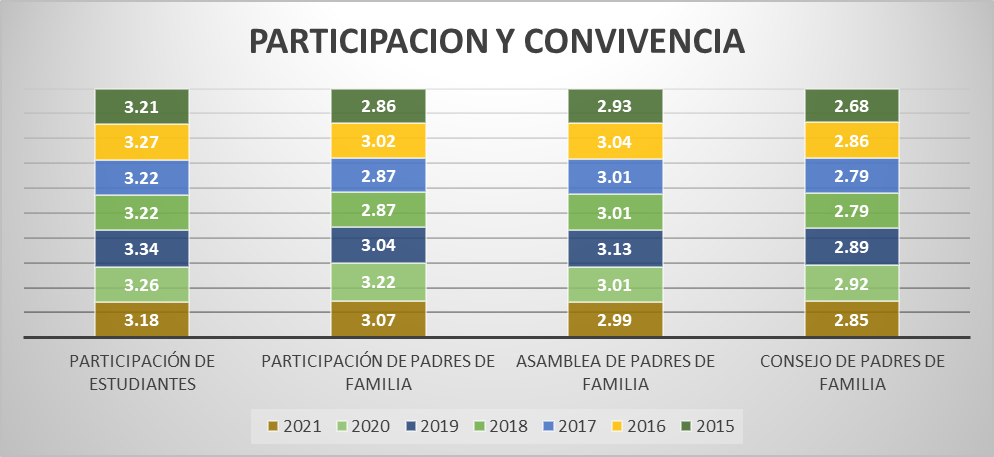 PARTICIPACION Y CONVIVENCIA
3.21 2.86 2.93 2.68
3.27 3.02 3.04 2.86
3.22 2.87 3.01 2.79
3.22 2.87 3.01 2.79
3.34 3.04 3.13 2.89
3.26 3.22 3.01 2.92
3.18 3.07 2.99 2.85
PARTICIPACIÓN DE
ESTUDIANTES
PARTICIPACIÓN DE PADRES DE
FAMILIA
ASAMBLEA DE PADRES DE
FAMILIA
CONSEJO DE PADRES DE
FAMILIA
2021 2020 2019 2018 2017 2016 2015